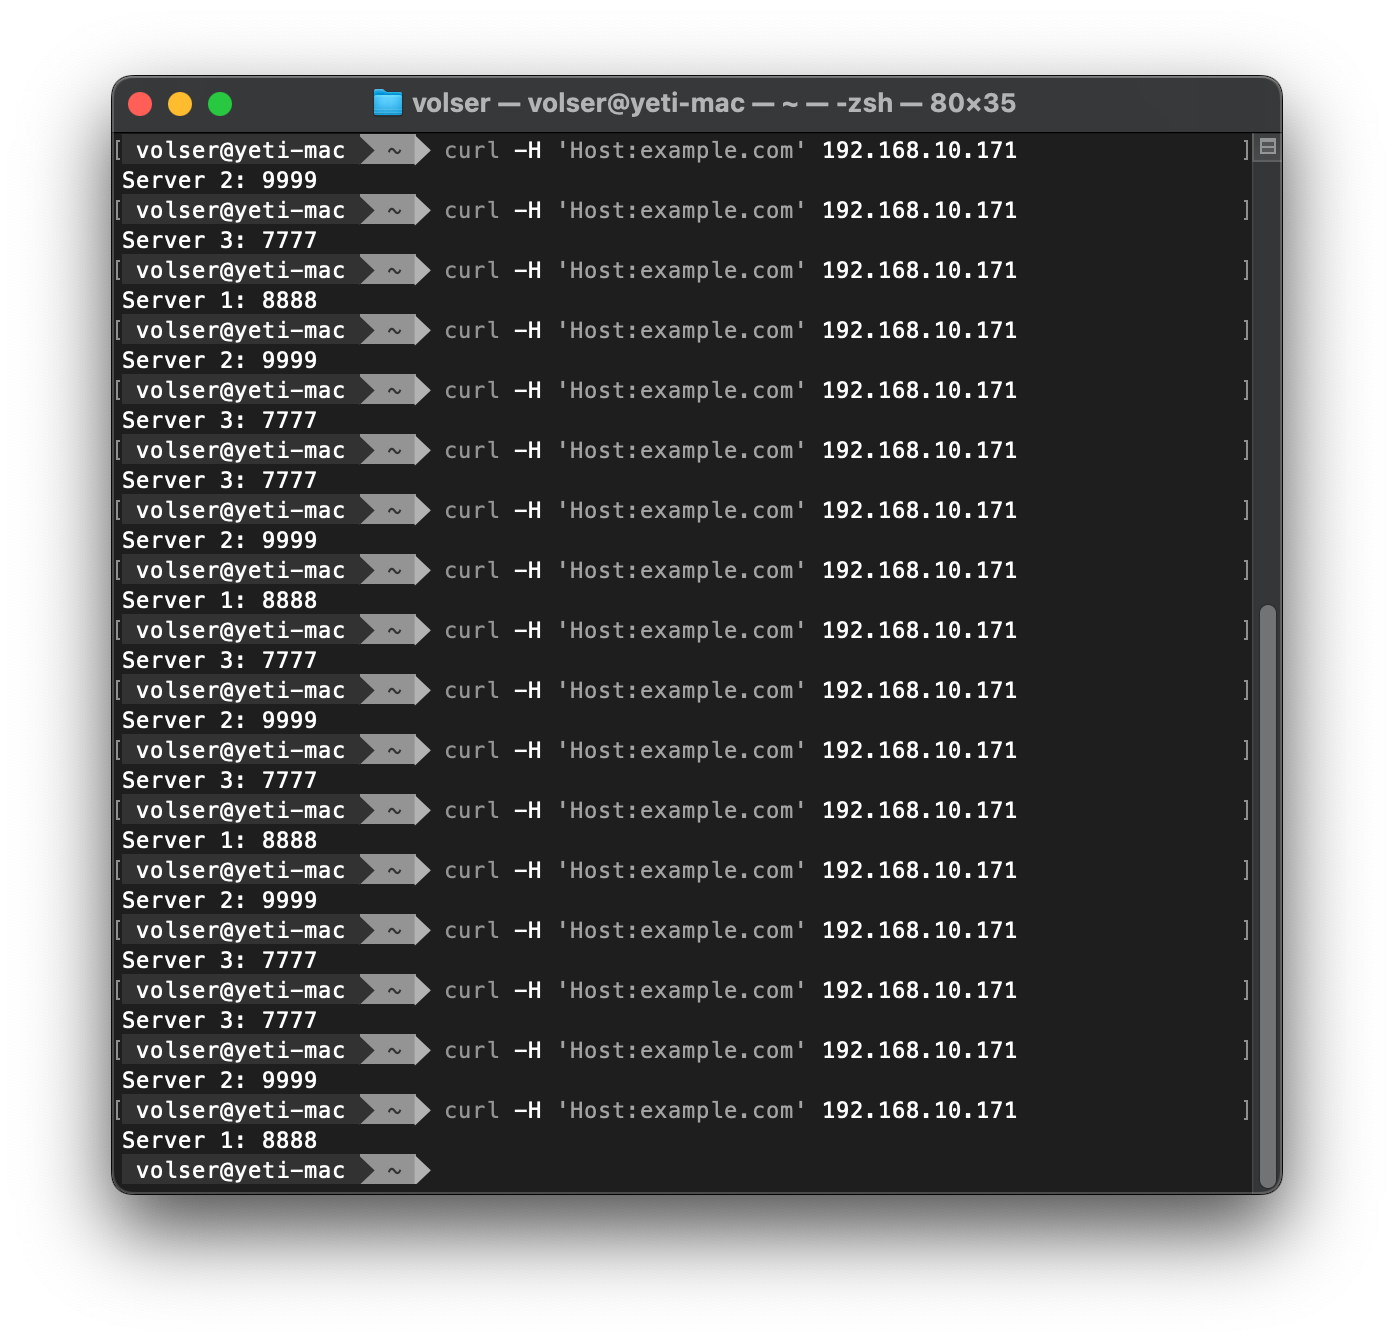 volser — volser@yeti-mac — ~ — -zsh — 80×35
[ volser@yeti-mac ~ curl -H 'Host:example.com' 192.168.10.171 ]
Server 2: 9999
[ volser@yeti-mac ~ curl -H 'Host:example.com' 192.168.10.171 ]
Server 3: 7777
[ volser@yeti-mac ~ curl -H 'Host:example.com' 192.168.10.171 ]
Server 1: 8888
[ volser@yeti-mac ~ curl -H 'Host:example.com' 192.168.10.171 ]
Server 2: 9999
[ volser@yeti-mac ~ curl -H 'Host:example.com' 192.168.10.171 ]
Server 3: 7777
[ volser@yeti-mac ~ curl -H 'Host:example.com' 192.168.10.171 ]
Server 3: 7777
[ volser@yeti-mac ~ curl -H 'Host:example.com' 192.168.10.171 ]
Server 2: 9999
[ volser@yeti-mac ~ curl -H 'Host:example.com' 192.168.10.171 ]
Server 1: 8888
[ volser@yeti-mac ~ curl -H 'Host:example.com' 192.168.10.171 ]
Server 3: 7777
[ volser@yeti-mac ~ curl -H 'Host:example.com' 192.168.10.171 ]
Server 2: 9999
[ volser@yeti-mac ~ curl -H 'Host:example.com' 192.168.10.171 ]
Server 3: 7777
[ volser@yeti-mac ~ curl -H 'Host:example.com' 192.168.10.171 ]
Server 1: 8888
[ volser@yeti-mac ~ curl -H 'Host:example.com' 192.168.10.171 ]
Server 2: 9999
[ volser@yeti-mac ~ curl -H 'Host:example.com' 192.168.10.171 ]
Server 3: 7777
[ volser@yeti-mac ~ curl -H 'Host:example.com' 192.168.10.171 ]
Server 3: 7777
[ volser@yeti-mac ~ curl -H 'Host:example.com' 192.168.10.171 ]
Server 2: 9999
[ volser@yeti-mac ~ curl -H 'Host:example.com' 192.168.10.171 ]
Server 1: 8888
volser@yeti-mac ~